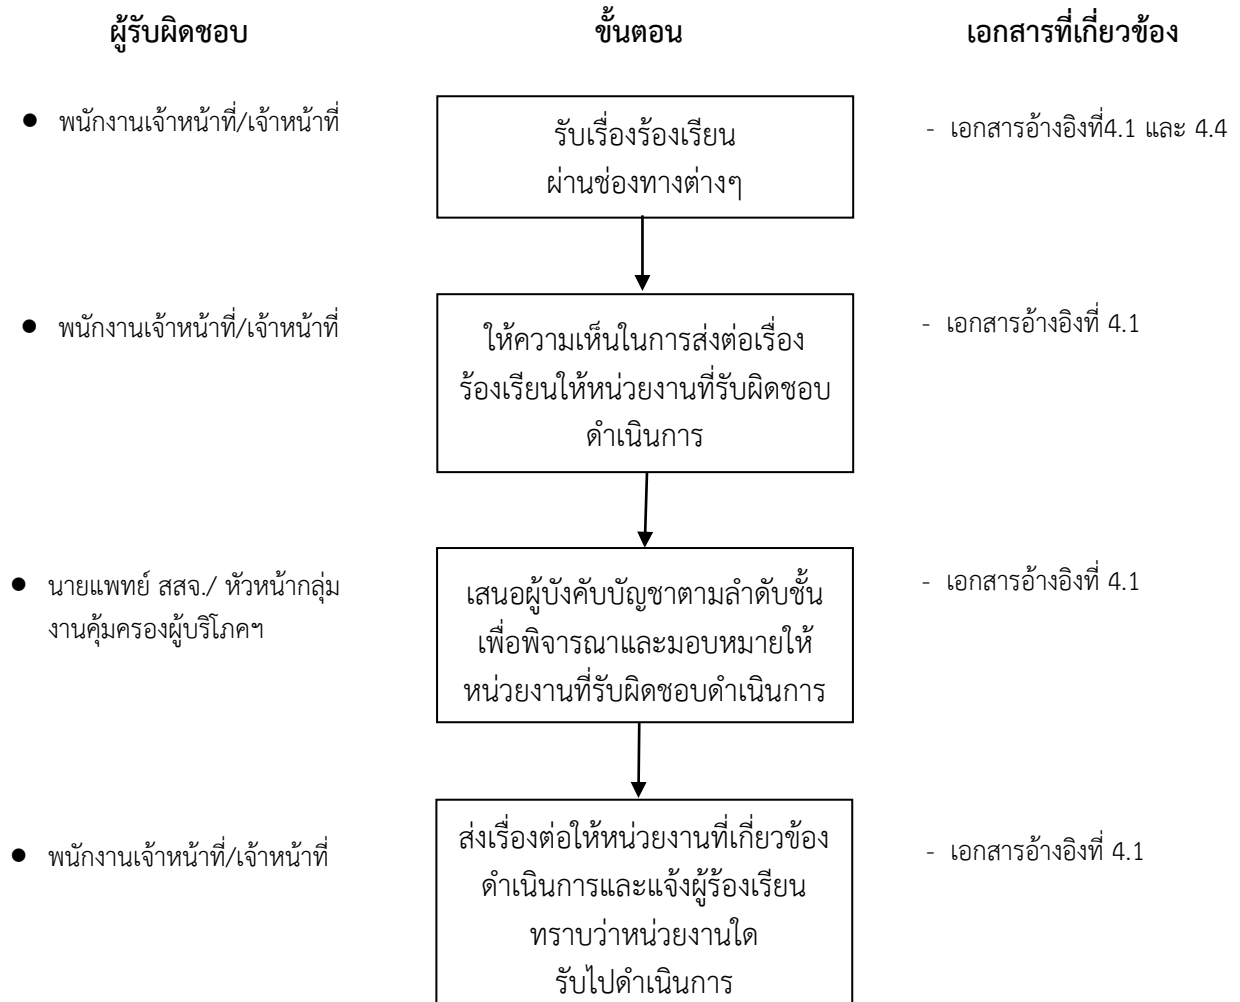 ผู้รับผิดชอบ
ขั้นตอน
เอกสารที่เกี่ยวข้อง
● พนักงานเจ้าหน้าที่/เจ้าหน้าที่
รับเรื่องร้องเรียน
ผ่านช่องทางต่างๆ
- เอกสารอ้างอิงที่4.1 และ 4.4
● พนักงานเจ้าหน้าที่/เจ้าหน้าที่
ให้ความเห็นในการส่งต่อเรื่อง
ร้องเรียนให้หน่วยงานที่รับผิดชอบ
ดำเนินการ
- เอกสารอ้างอิงที่ 4.1
● นายแพทย์ สสจ./ หัวหน้ากลุ่ม
งานคุ้มครองผู้บริโภคฯ
เสนอผู้บังคับบัญชาตามลำดับชั้น
เพื่อพิจารณาและมอบหมายให้
หน่วยงานที่รับผิดชอบดำเนินการ
- เอกสารอ้างอิงที่ 4.1
● พนักงานเจ้าหน้าที่/เจ้าหน้าที่
ส่งเรื่องต่อให้หน่วยงานที่เกี่ยวข้อง
ดำเนินการและแจ้งผู้ร้องเรียน
ทราบว่าหน่วยงานใด
รับไปดำเนินการ
- เอกสารอ้างอิงที่ 4.1